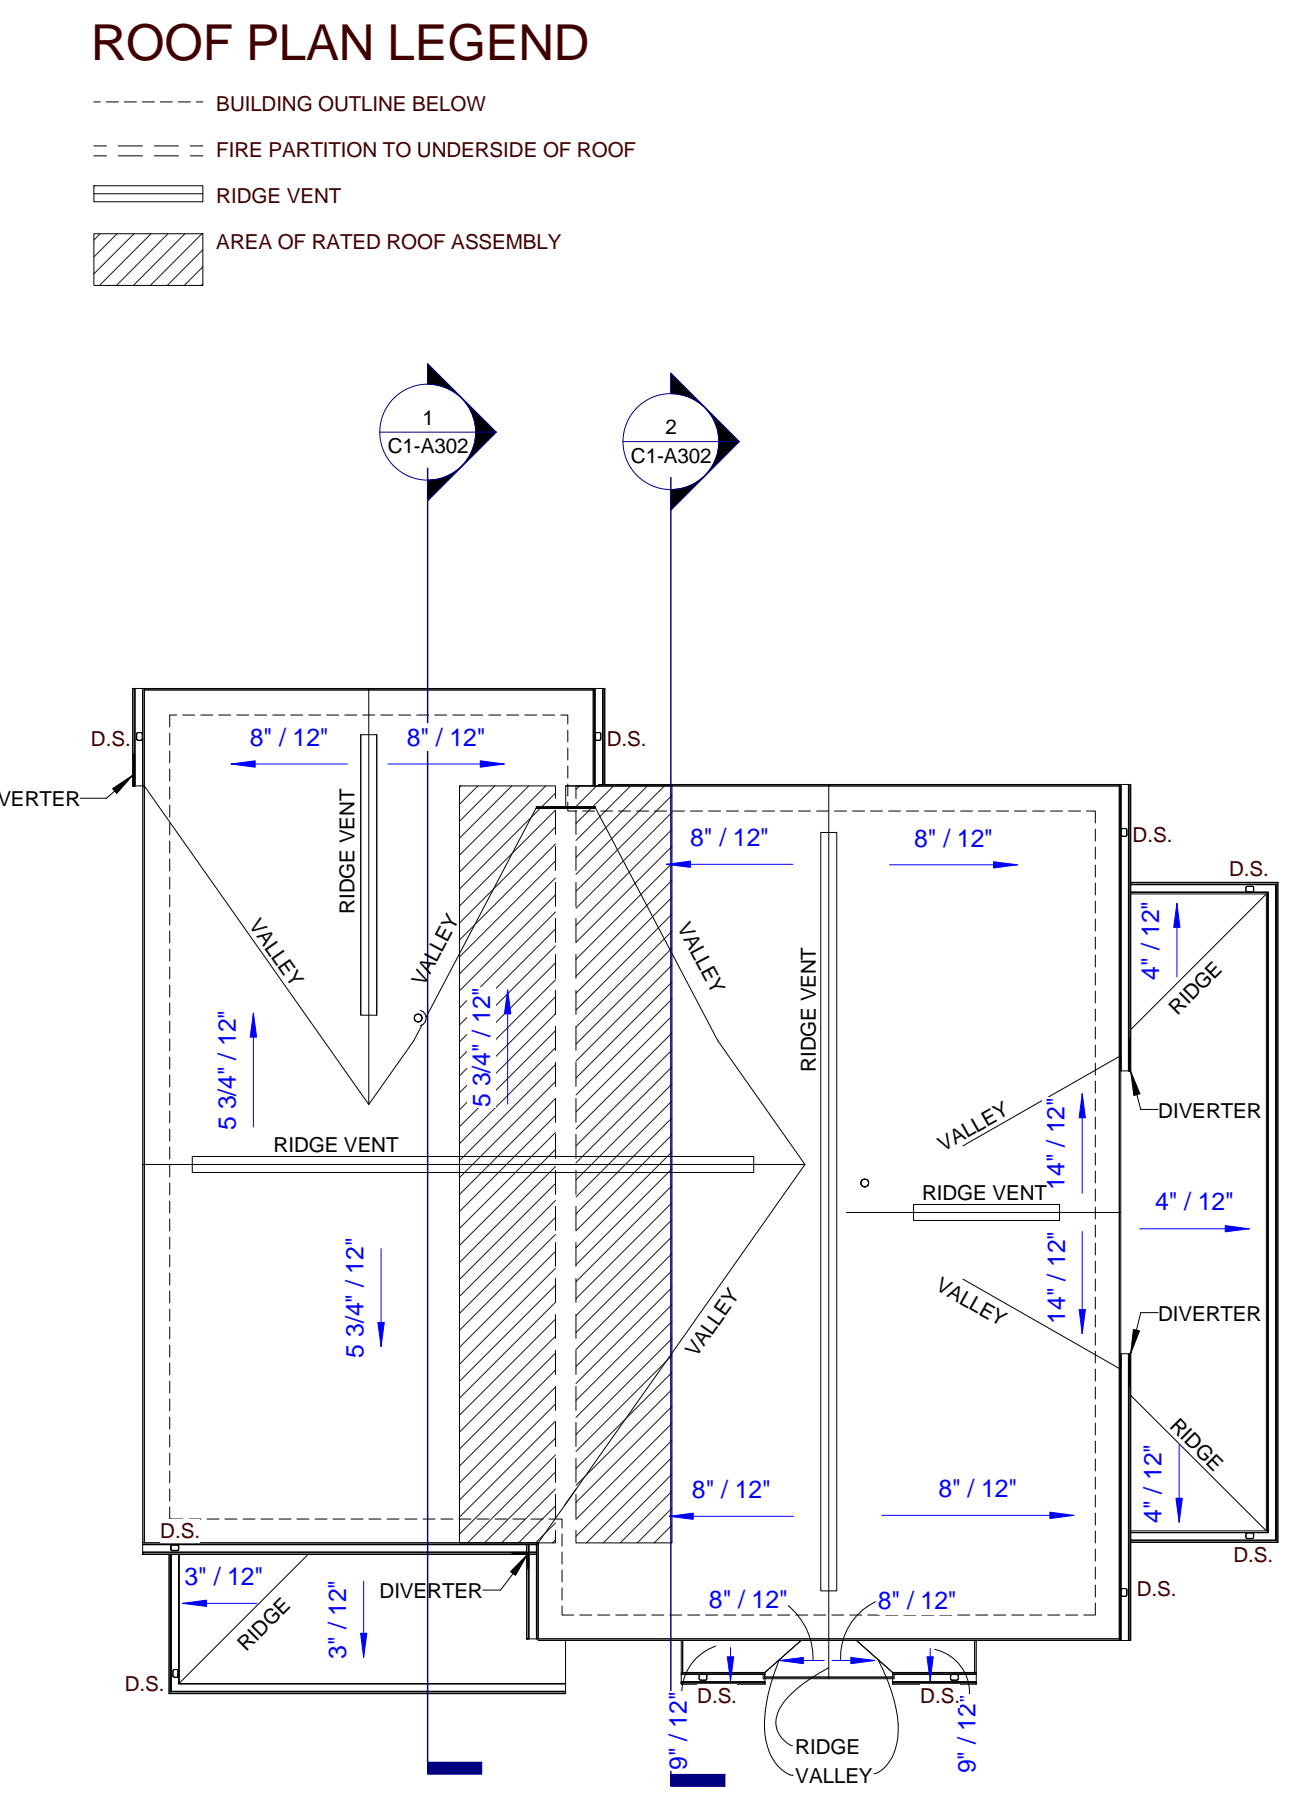 ROOF PLAN LEGEND
BUILDING OUTLINE BELOW
FIRE PARTITION TO UNDERSIDE OF ROOF
RIDGE VENT
AREA OF RATED ROOF ASSEMBLY
1
C1-A302
2
C1-A302
D.S.
8" / 12"
8" / 12"
D.S.
VERTER
RIDGE VENT
8" / 12"
8" / 12"
D.S.
D.S.
VALLEY
VALLEY
VALLEY
4" / 12"
RIDGE
RIDGE VENT
5 3/4" / 12"
5 3/4" / 12"
VALLEY
14" / 12"
DIVERTER
RIDGE VENT
RIDGE VENT
4" / 12"
5 3/4" / 12"
14" / 12"
VALLEY
DIVERTER
VALLEY
RIDGE
4" / 12"
8" / 12"
8" / 12"
D.S.
D.S.
3" / 12"
DIVERTER
D.S.
8" / 12"
8" / 12"
RIDGE
3" / 12"
D.S.
D.S.
D.S.
9" / 12"
9" / 12"
RIDGE
VALLEY